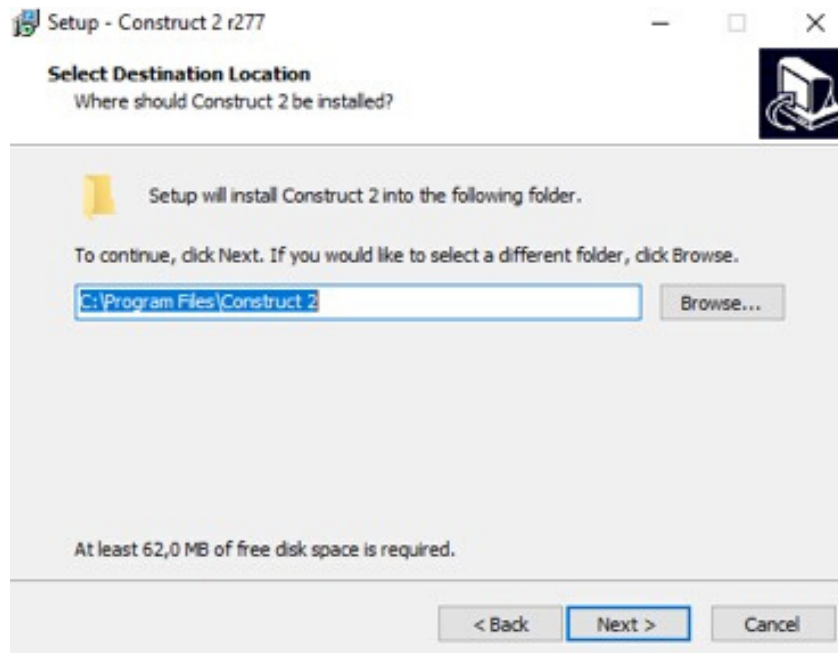 Setup - Construct 2 r277
Select Destination Location
Where should Construct 2 be installed?
Setup will install Construct 2 into the following folder.
To continue, click Next. If you would like to select a different folder, click Browse.
C:\Program Files\Construct 2
Browse...
At least 62,0 MB of free disk space is required.
< Back
Next >
Cancel